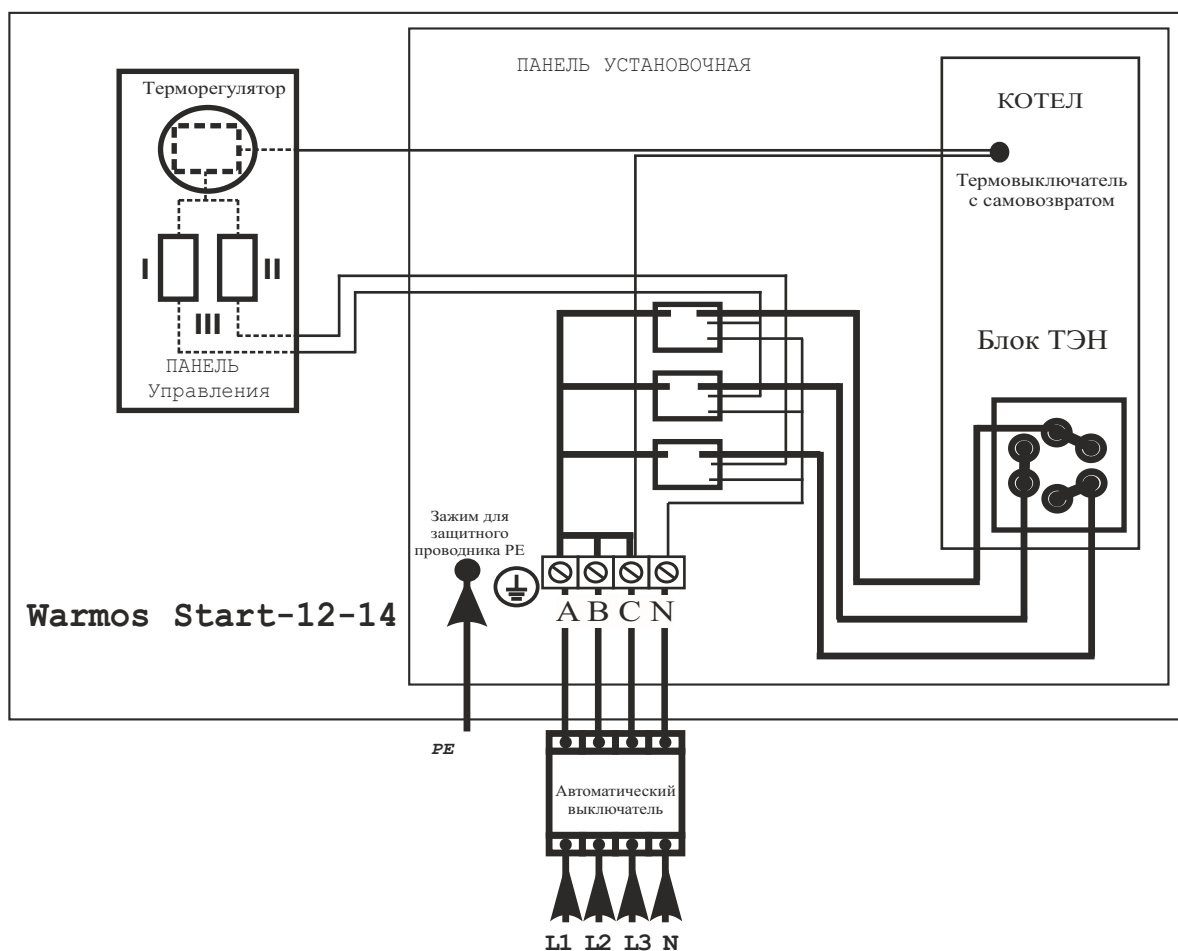 ПАНЕЛЬ УСТАНОВОЧНАЯ
Терморегулятор
КОТЕЛ
Термовыключатель
с самовозвратом
I
II
III
ПАНЕЛЬ
Управления
Блок ТЭН
Зажим для
защитного
проводника PE
Warmos Start-12-14
A B C N
PE
Автоматический
выключатель
L1 L2 L3 N